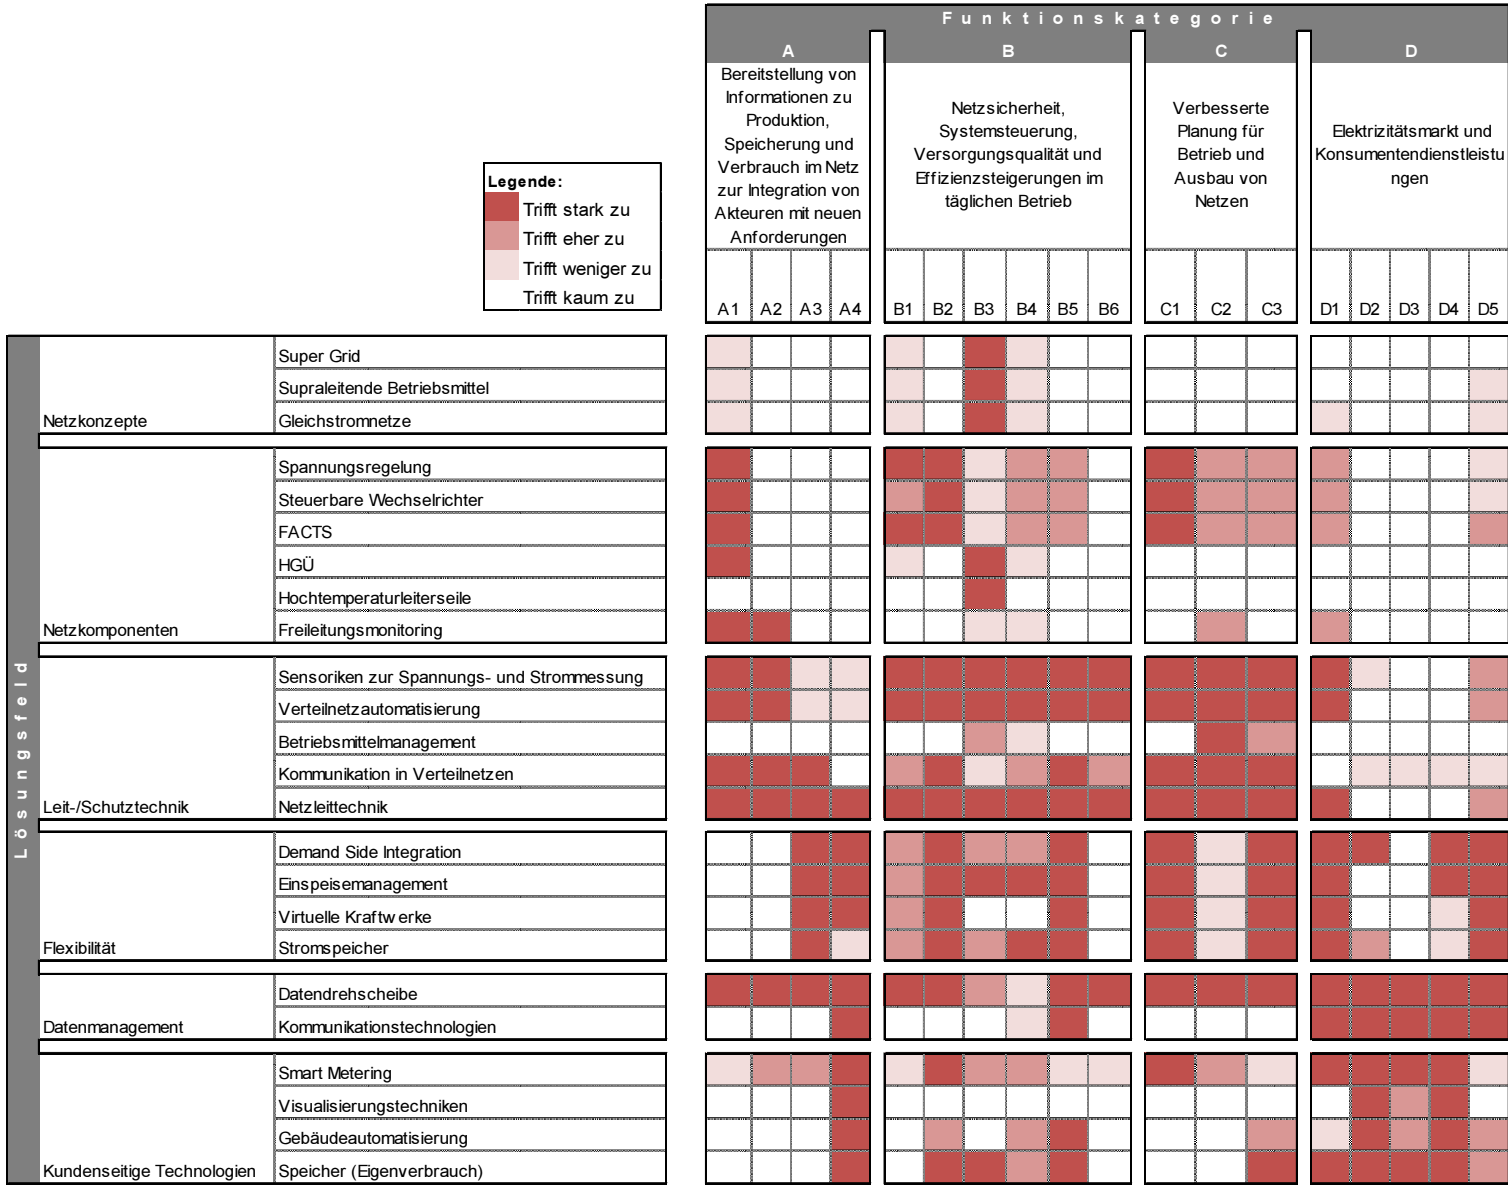 Funktionskategorie
A
B
C
D
Bereitstellung von
Informationen zu
Produktion,
Speicherung und
Verbrauch im Netz
zur Integration von
Akteuren mit neuen
Anforderungen
Netzsicherheit,
Systemsteuerung,
Versorgungsqualität und
Effizienzsteigerungen im
täglichen Betrieb
Verbesserte
Planung für
Betrieb und
Ausbau von
Netzen
Elektrizitätsmarkt und
Konsumentendienstleistu
ngen
Legende:
Trifft stark zu
Trifft eher zu
Trifft weniger zu
Trifft kaum zu
A1 A2 A3 A4 B1 B2 B3 B4 B5 B6 C1 C2 C3 D1 D2 D3 D4 D5
Lösungsfeld
Super Grid
Supraleitende Betriebsmittel
Netzkonzepte Gleichstromnetze
Spannungsregelung
Steuerbare Wechselrichter
FACTS
HGÜ
Hochtemperaturleiterseile
Netzkomponenten Freileitungsmonitoring
Sensoriken zur Spannungs- und Strommessung
Verteilnetzautomatisierung
Betriebsmittelmanagement
Kommunikation in Verteilnetzen
Leit-/Schutztechnik Netzleittechnik
Demand Side Integration
Einspeisemanagement
Virtuelle Kraftwerke
Flexibilität Stromspeicher
Datendrehscheibe
Datenmanagement Kommunikationstechnologien
Smart Metering
Visualisierungstechniken
Gebäudeautomatisierung
Kundenseitige Technologien Speicher (Eigenverbrauch)